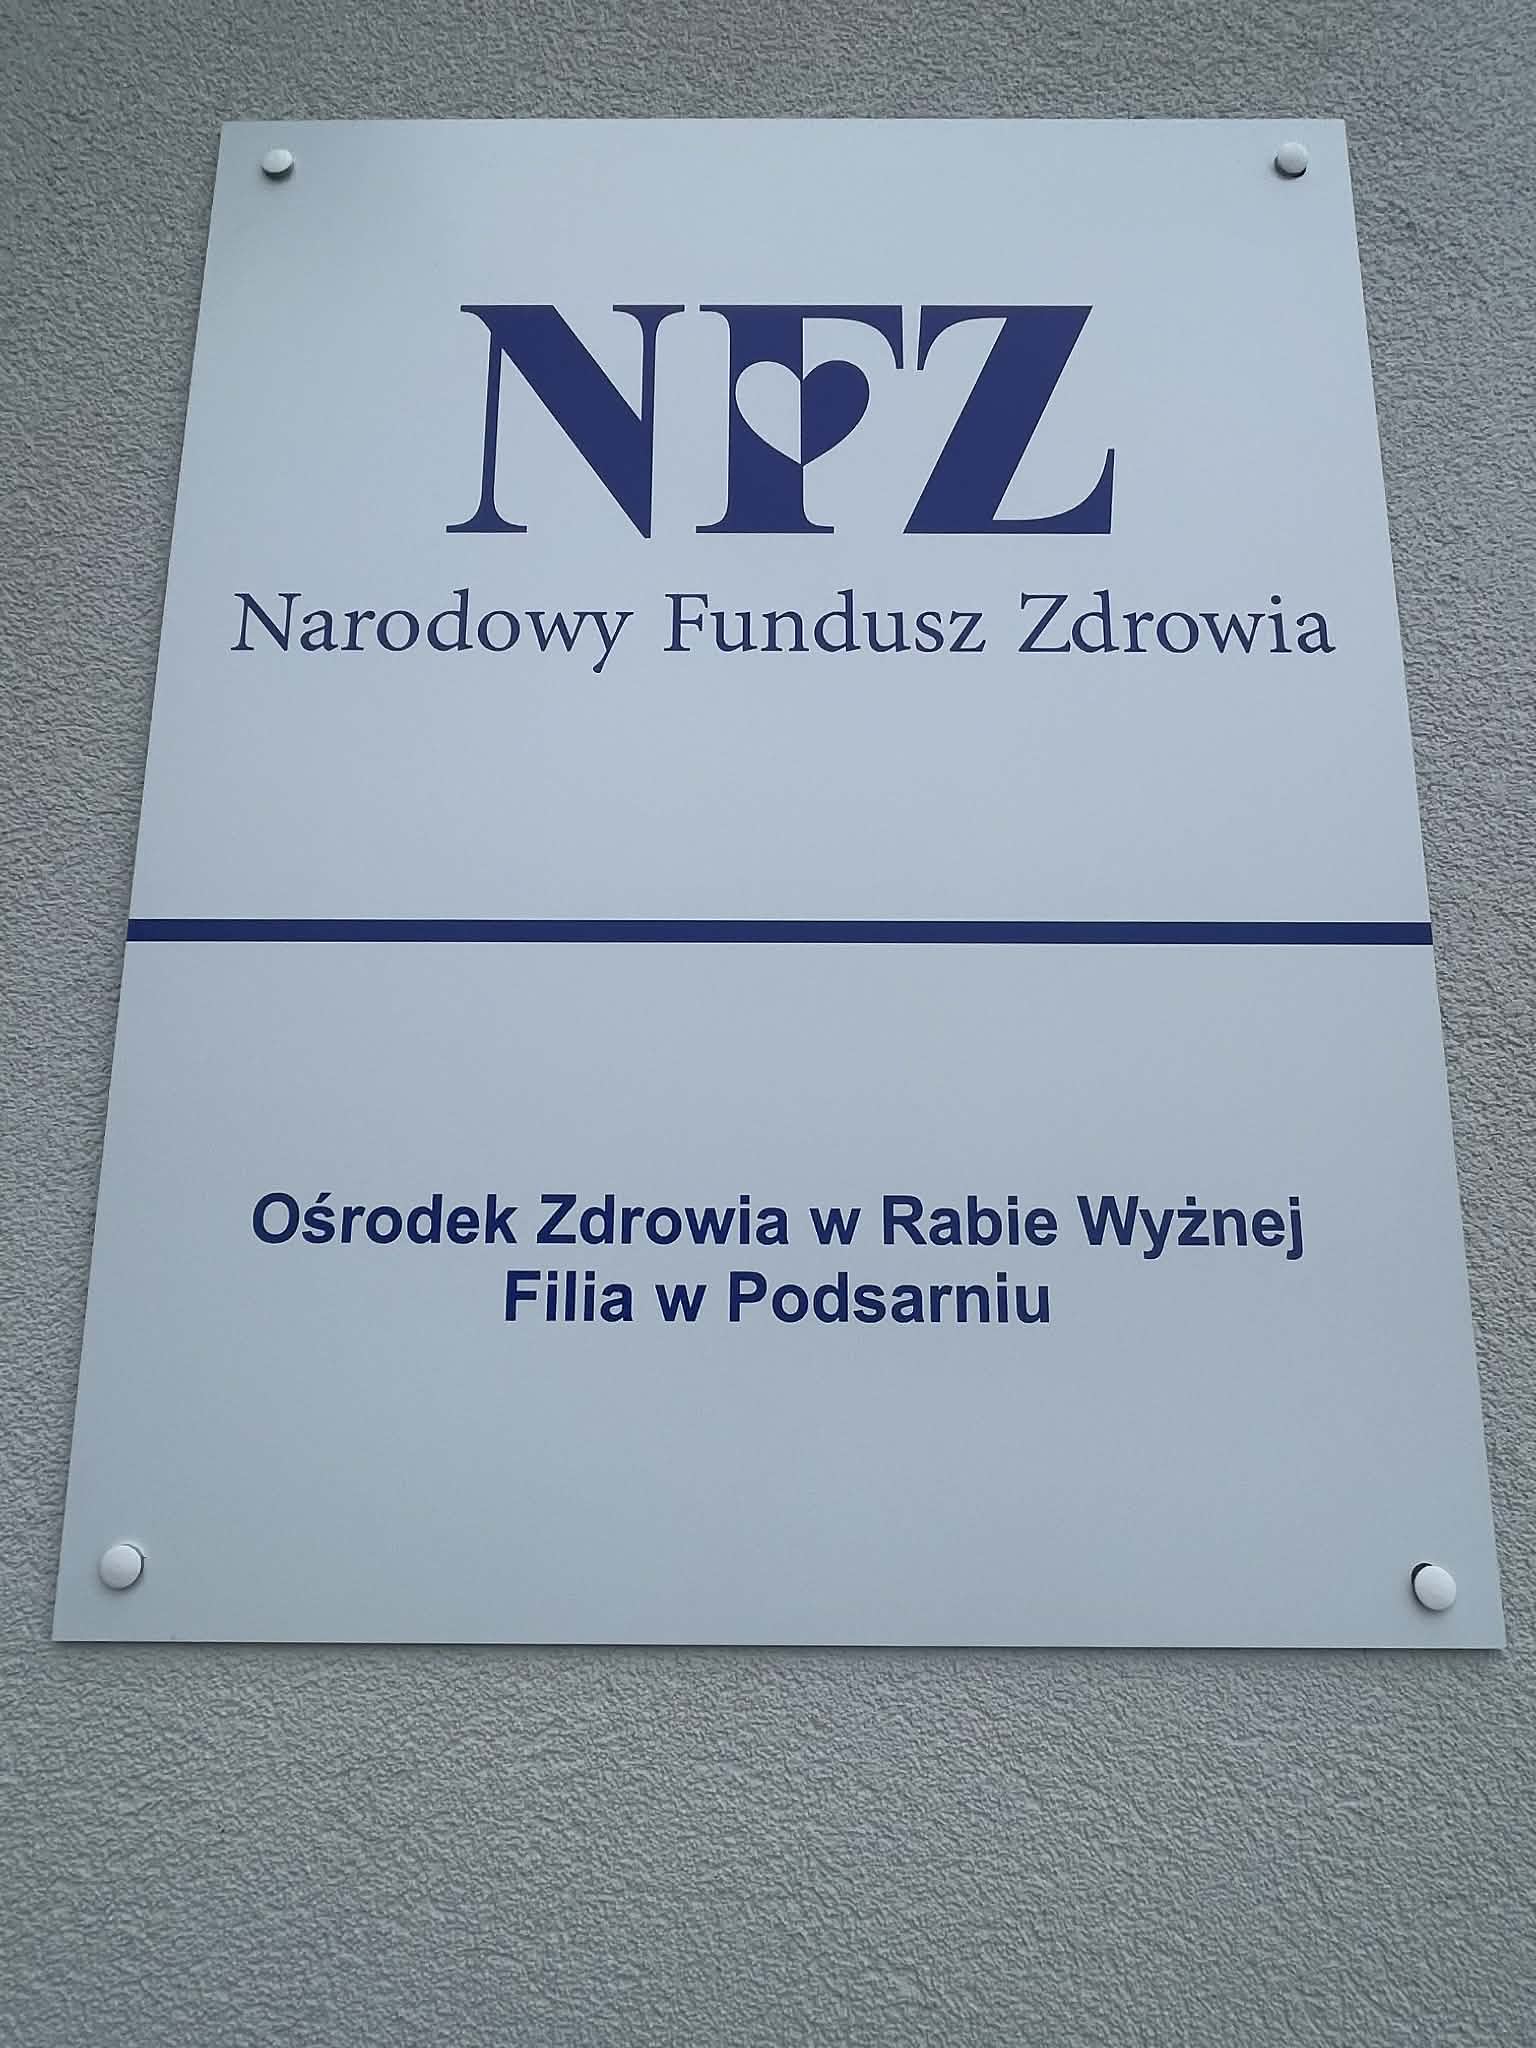 NFZ
Narodowy Fundusz Zdrowia
Ośrodek Zdrowia w Rabie Wyżnej
Filia w Podsarniu